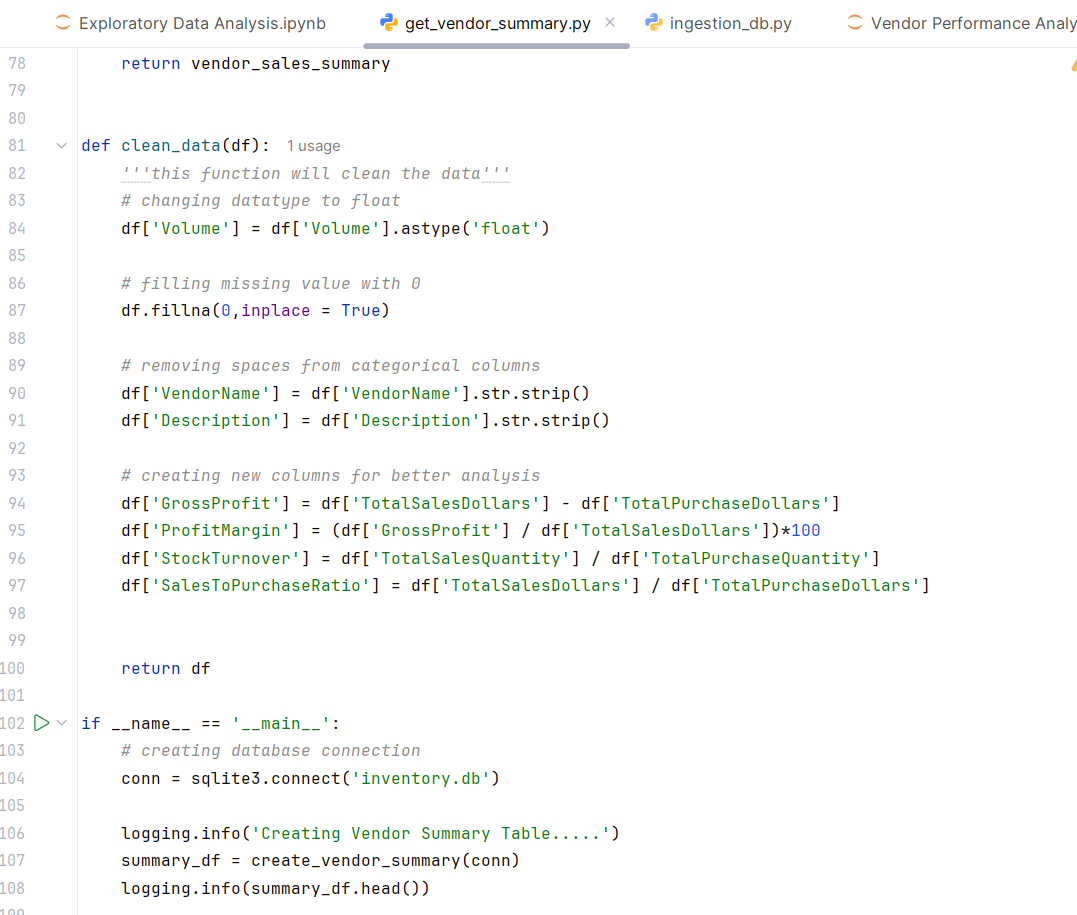 Exploratory Data Analysis.ipynb get_vendor_summary.py × ingestion_db.py Vendor Performance Analy
78 return vendor_sales_summary
79
80
81 def clean_data(df): 1 usage
82 '''this function will clean the data'''
83 # changing datatype to float
84 df['Volume'] = df['Volume'].astype('float')
85
86 # filling missing value with 0
87 df.fillna(0,inplace = True)
88
89 # removing spaces from categorical columns
90 df['VendorName'] = df['VendorName'].str.strip()
91 df['Description'] = df['Description'].str.strip()
92
93 # creating new columns for better analysis
94 df['GrossProfit'] = df['TotalSalesDollars'] - df['TotalPurchaseDollars']
95 df['ProfitMargin'] = (df['GrossProfit'] / df['TotalSalesDollars'])*100
96 df['StockTurnover'] = df['TotalSalesQuantity'] / df['TotalPurchaseQuantity']
97 df['SalesToPurchaseRatio'] = df['TotalSalesDollars'] / df['TotalPurchaseDollars']
98
99
100 return df
101
102 if __name__ == '__main__':
103 # creating database connection
104 conn = sqlite3.connect('inventory.db')
105
106 logging.info('Creating Vendor Summary Table.....')
107 summary_df = create_vendor_summary(conn)
108 logging.info(summary_df.head())
109